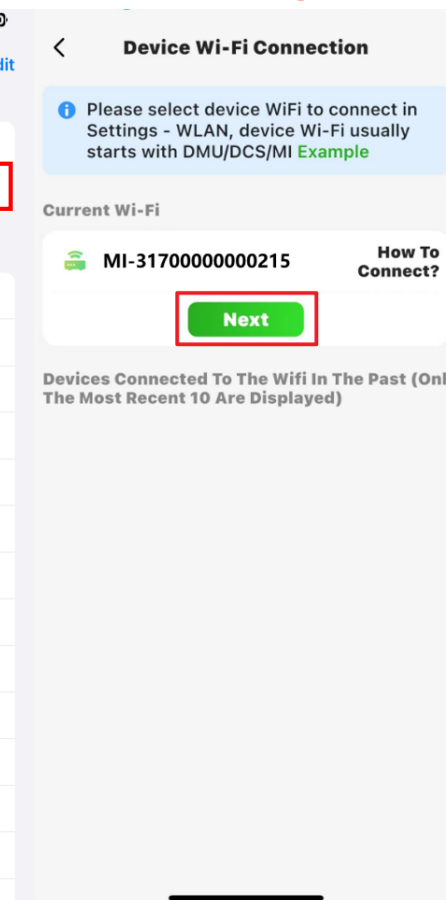 dit
Device Wi-Fi Connection
Please select device WiFi to connect in
Settings - WLAN, device Wi-Fi usually
starts with DMU/DCS/MI Example
Current Wi-Fi
MI-31700000000215
How To
Connect?
Next
Devices Connected To The Wifi In The Past (Onl
The Most Recent 10 Are Displayed)